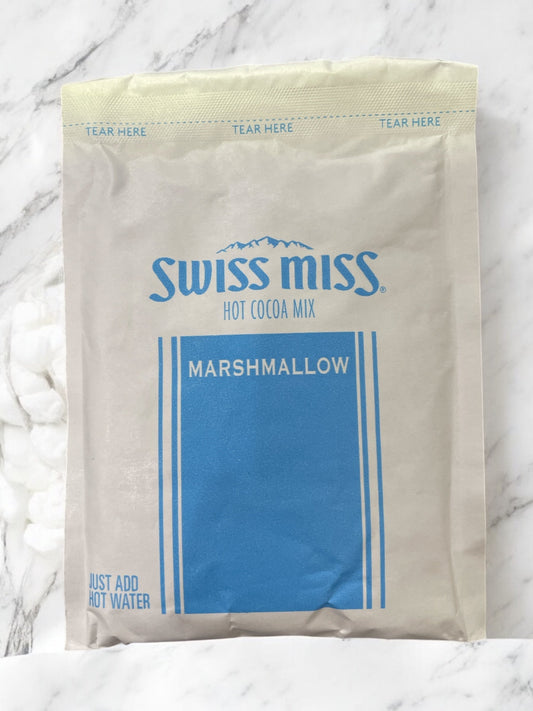 TEAR HERE TEAR HERE TEAR HERE
SWISS MISS®
HOT COCOA MIX
MARSHMALLOW
JUST ADD
HOT WATER